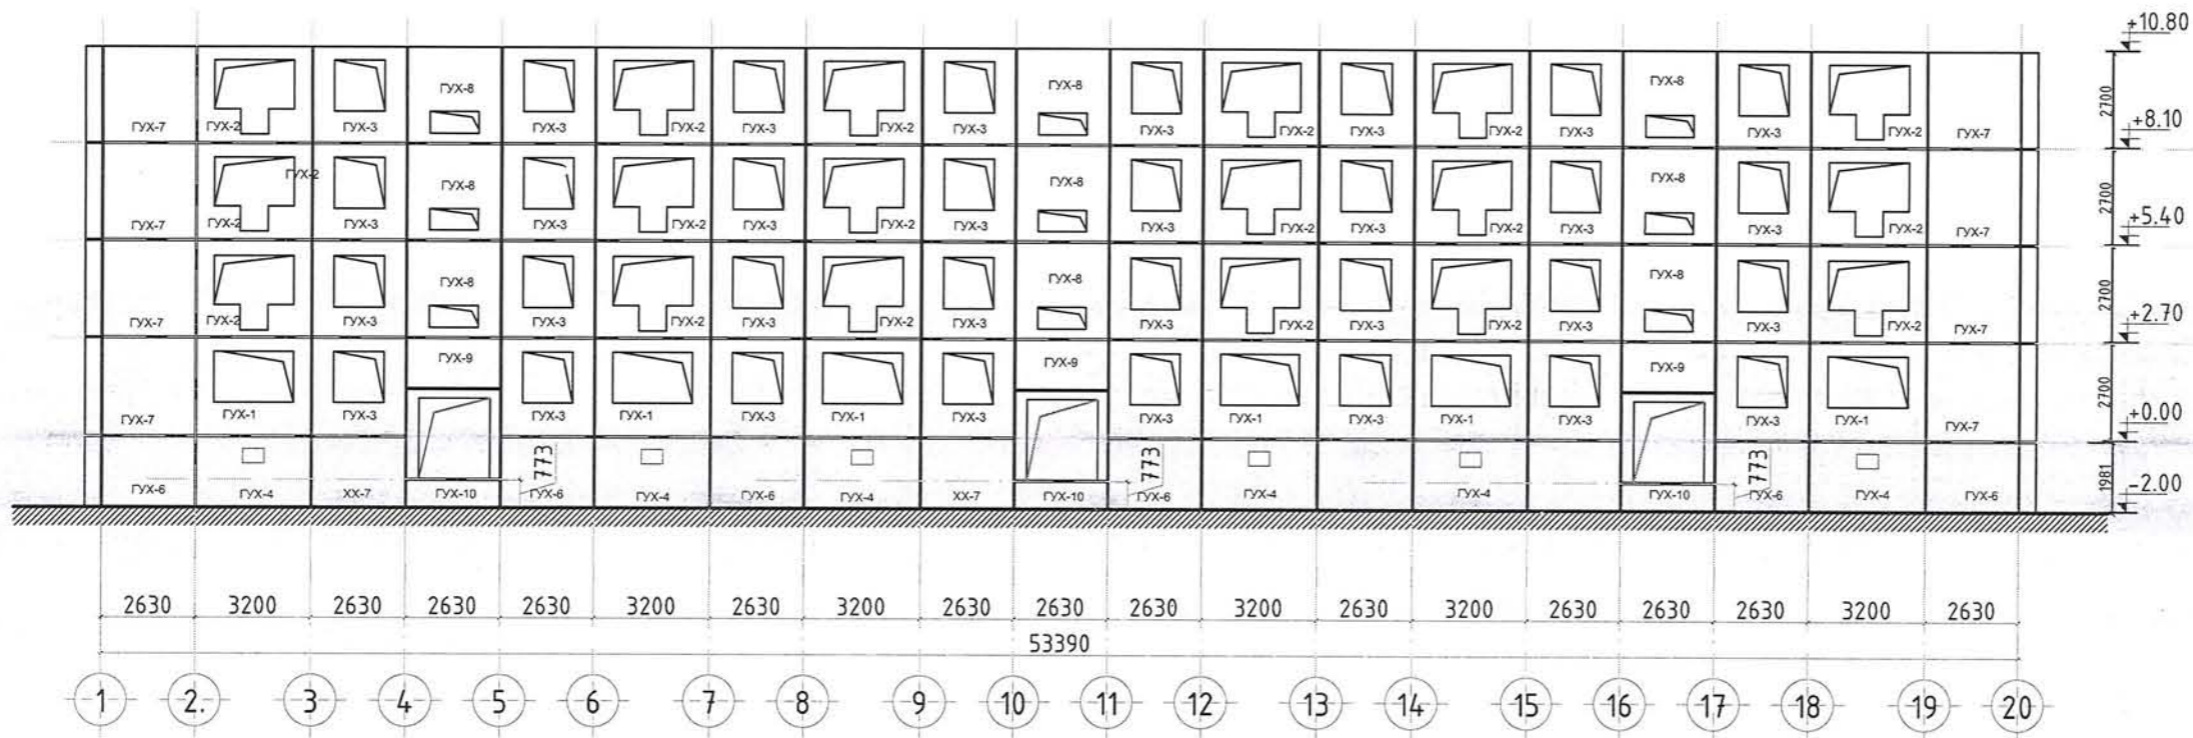 +10.80
ГУХ-8 ГУХ-8 ГУХ-8
2700
ГУХ-7 ГУХ-2 ГУХ-3 ГУХ-3 ГУХ-2 ГУХ-3 ГУХ-2 ГУХ-3 ГУХ-3 ГУХ-2 ГУХ-3 ГУХ-2 ГУХ-3 ГУХ-3 ГУХ-2 ГУХ-7
+8.10
ГУХ-2
ГУХ-8 ГУХ-8 ГУХ-8
2700
ГУХ-7 ГУХ-2 ГУХ-3 ГУХ-3 ГУХ-2 ГУХ-3 ГУХ-2 ГУХ-3 ГУХ-3 ГУХ-2 ГУХ-3 ГУХ-2 ГУХ-3 ГУХ-3 ГУХ-2 ГУХ-7
+5.40
ГУХ-8 ГУХ-8 ГУХ-8
2700
ГУХ-7 ГУХ-2 ГУХ-3 ГУХ-3 ГУХ-2 ГУХ-3 ГУХ-2 ГУХ-3 ГУХ-3 ГУХ-2 ГУХ-3 ГУХ-2 ГУХ-3 ГУХ-3 ГУХ-2 ГУХ-7
+2.70
ГУХ-9 ГУХ-9 ГУХ-9
2700
ГУХ-7 ГУХ-1 ГУХ-3 ГУХ-3 ГУХ-1 ГУХ-3 ГУХ-1 ГУХ-3 ГУХ-3 ГУХ-1 ГУХ-3 ГУХ-1 ГУХ-3 ГУХ-3 ГУХ-1 ГУХ-7
+0.00
773 773 773
1981
ГУХ-6 ГУХ-4 ХХ-7 ГУХ-10 ГУХ-6 ГУХ-4 ГУХ-6 ГУХ-4 ХХ-7 ГУХ-10 ГУХ-6 ГУХ-4 ГУХ-4 ГУХ-10 ГУХ-6 ГУХ-4 ГУХ-6
-2.00
2630 3200 2630 2630 2630 3200 2630 3200 2630 2630 2630 3200 2630 3200 2630 2630 2630 3200 2630
53390
1 2. 3 4 5 6 7 8 9 10 11 12 13 14 15 16 17 18 19 20